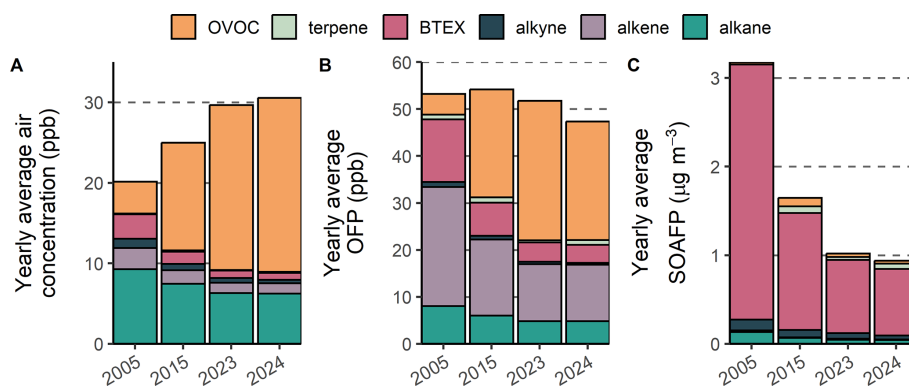 OVOC terpene BTEX alkyne alkene alkane
A
Yearly average air
concentration (ppb)
30
20
10
0
2005 2015 2023 2024
B
Yearly average
OFP (ppb)
60
50
40
30
20
10
0
2005 2015 2023 2024
C
Yearly average
SOAFP (μg m⁻³)
3
2
1
0
2005 2015 2023 2024